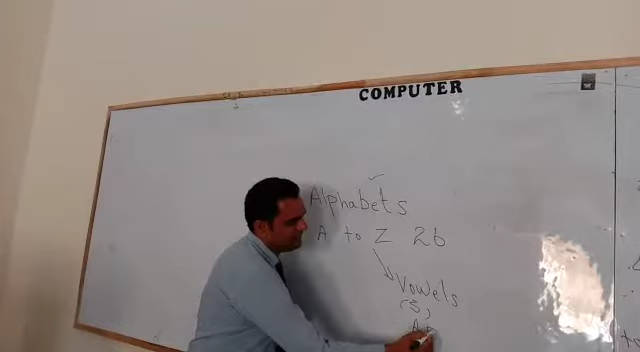 COMPUTER
Alphabets
A to Z 26
Vowels
(5)
A